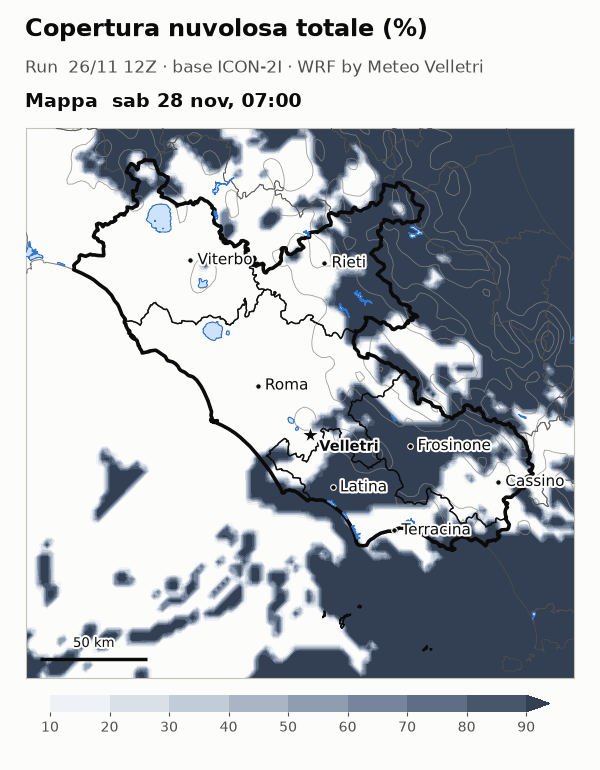 Copertura nuvolosa totale (%)
Run  26/11 12Z · base ICON-2I · WRF by Meteo Velletri
Mappa  sab 28 nov, 07:00
Viterbo
Rieti
Roma
Velletri
Frosinone
Latina
Cassino
Terracina
50 km
10 20 30 40 50 60 70 80 90